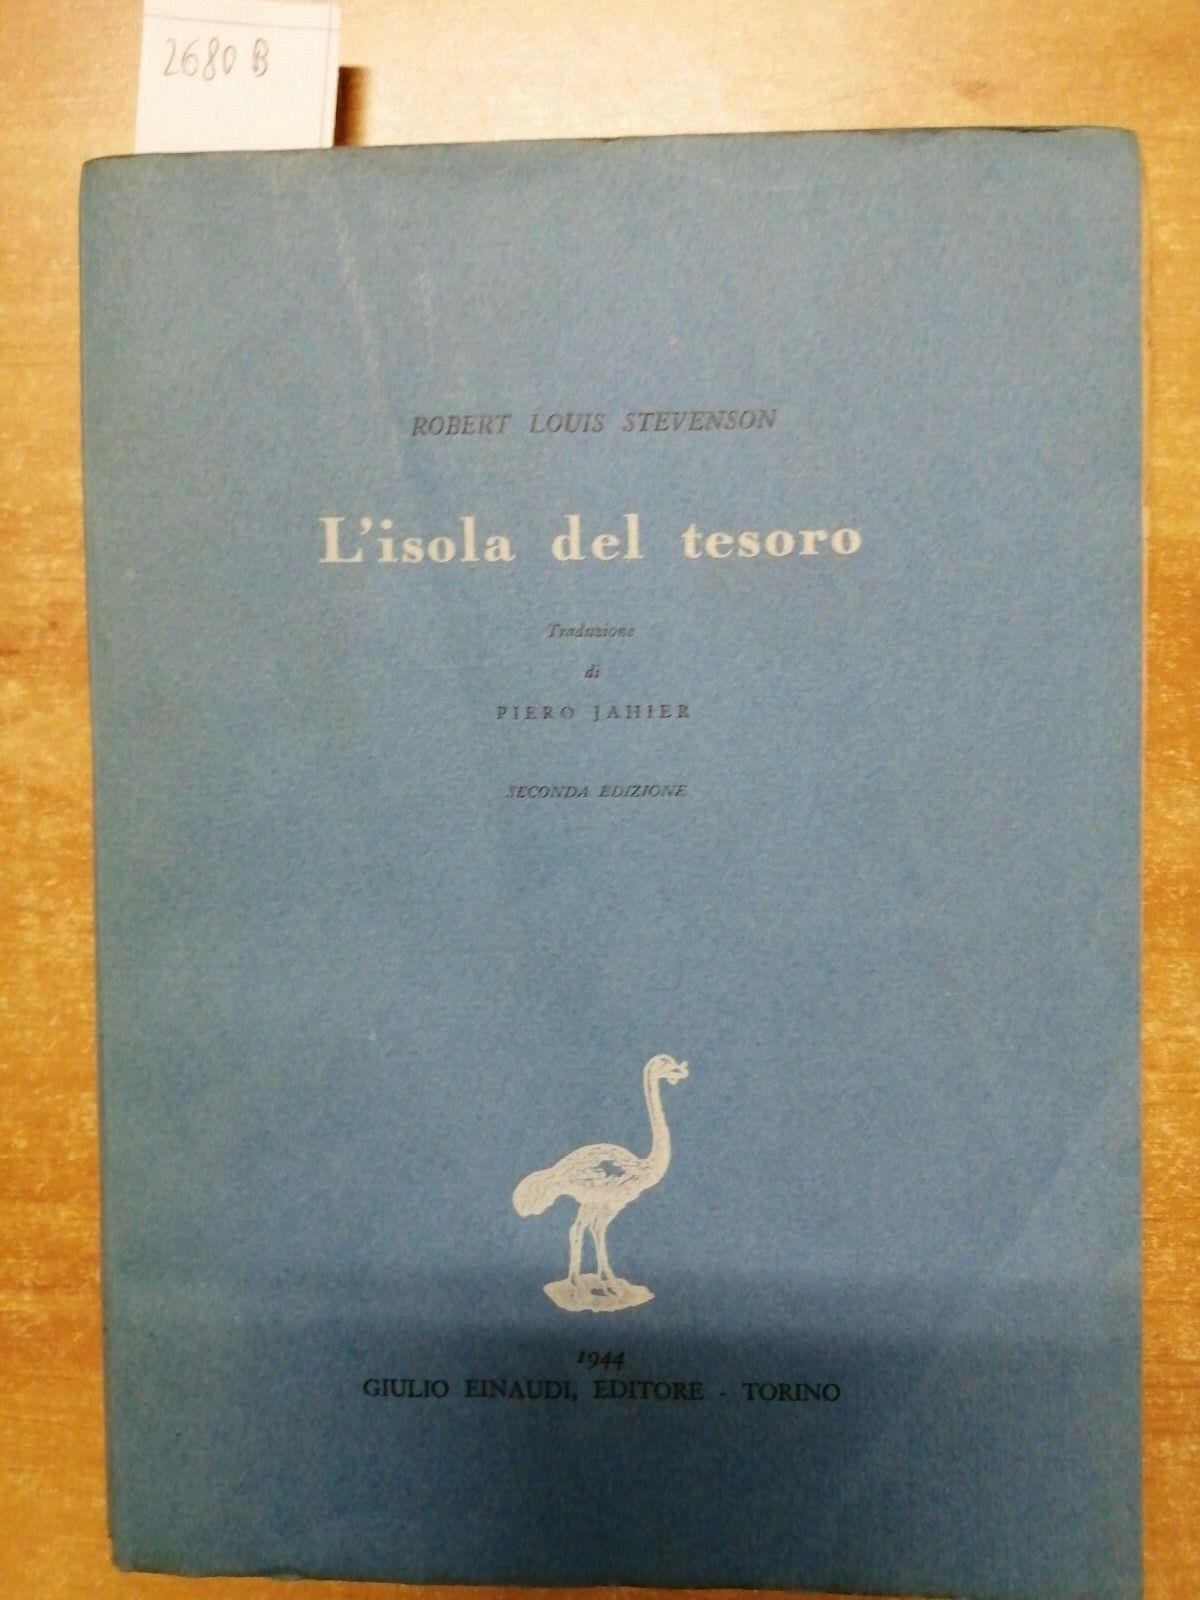 2680 B
ROBERT LOUIS STEVENSON
L'isola del tesoro
Traduzione
di
PIERO JAHIER
SECONDA EDIZIONE
1944
GIULIO EINAUDI, EDITORE - TORINO